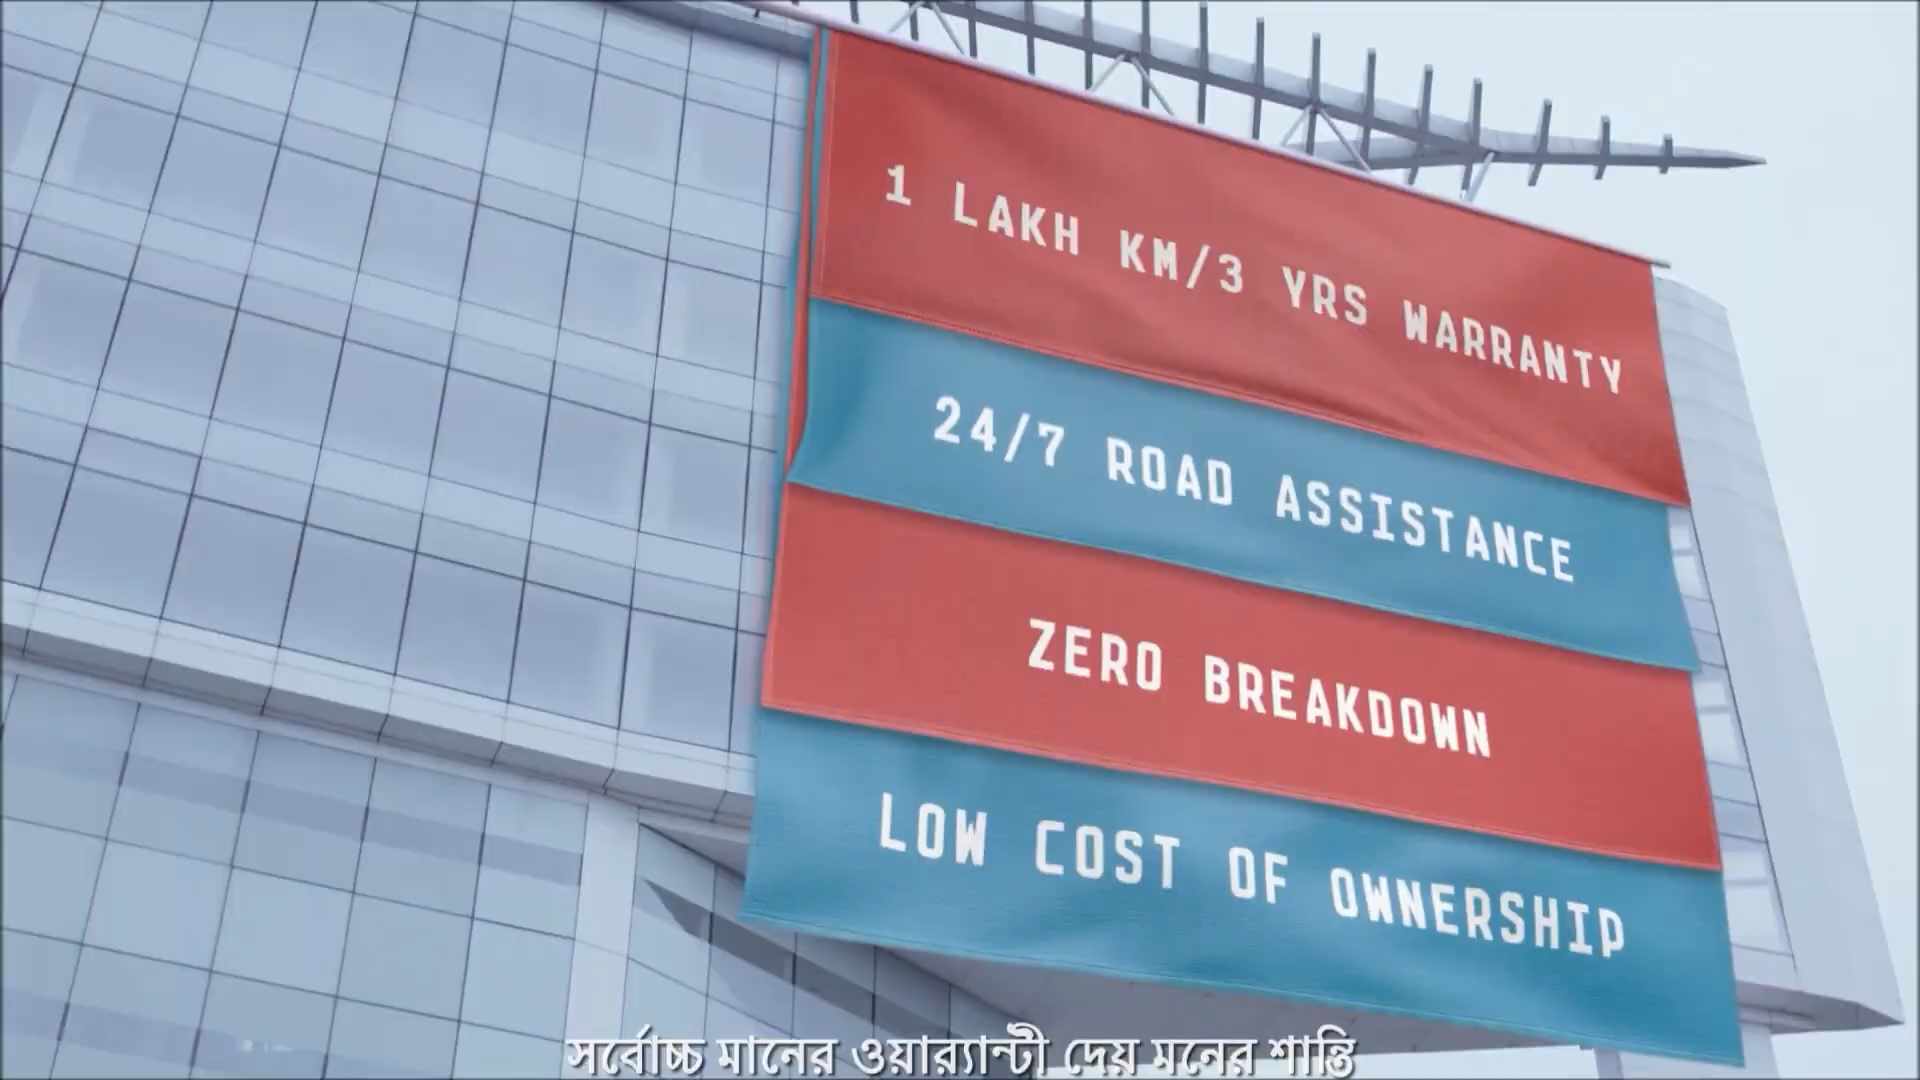 1 LAKH KM/3 YRS WARRANTY
24/7 ROAD ASSISTANCE
ZERO BREAKDOWN
LOW COST OF OWNERSHIP
সর্বোচ্চ মানের ওয়ার‍্যান্টী দেয় মনের শান্তি